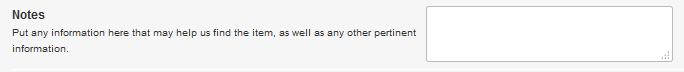 Notes
Put any information here that may help us find the item, as well as any other pertinent
information.